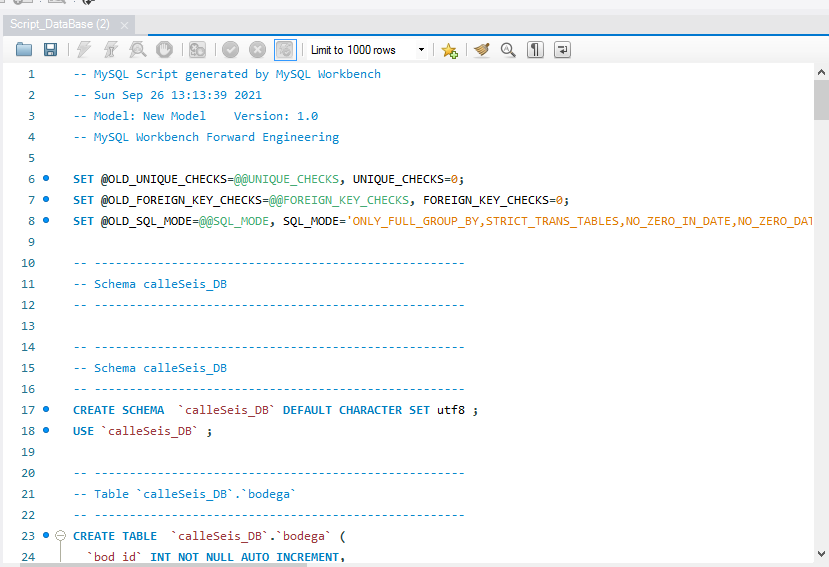 Script_DataBase (2)
Limit to 1000 rows
1 -- MySQL Script generated by MySQL Workbench
2 -- Sun Sep 26 13:13:39 2021
3 -- Model: New Model    Version: 1.0
4 -- MySQL Workbench Forward Engineering
5
6 SET @OLD_UNIQUE_CHECKS=@@UNIQUE_CHECKS, UNIQUE_CHECKS=0;
7 SET @OLD_FOREIGN_KEY_CHECKS=@@FOREIGN_KEY_CHECKS, FOREIGN_KEY_CHECKS=0;
8 SET @OLD_SQL_MODE=@@SQL_MODE, SQL_MODE='ONLY_FULL_GROUP_BY,STRICT_TRANS_TABLES,NO_ZERO_IN_DATE,NO_ZERO_DAT
9
10 -- -----------------------------------------------------
11 -- Schema calleSeis_DB
12 -- -----------------------------------------------------
13
14 -- -----------------------------------------------------
15 -- Schema calleSeis_DB
16 -- -----------------------------------------------------
17 CREATE SCHEMA  `calleSeis_DB` DEFAULT CHARACTER SET utf8 ;
18 USE `calleSeis_DB` ;
19
20 -- -----------------------------------------------------
21 -- Table `calleSeis_DB`.`bodega`
22 -- -----------------------------------------------------
23 CREATE TABLE  `calleSeis_DB`.`bodega` (
24 `bod_id` INT NOT NULL AUTO_INCREMENT,